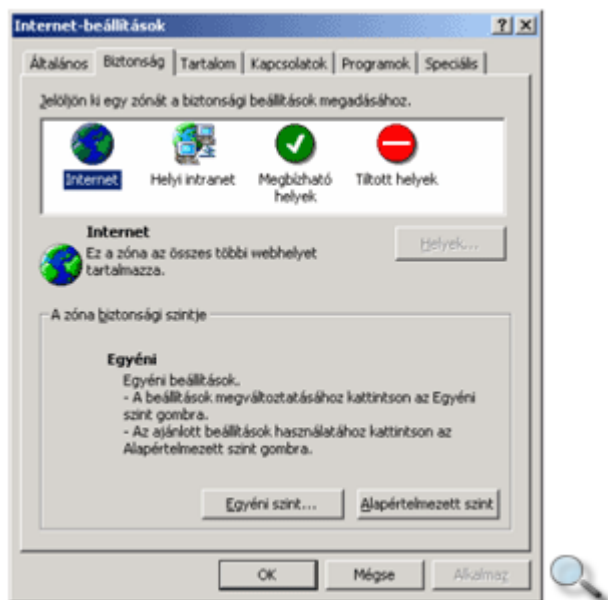 Internet-beállítások
Általános Biztonság Tartalom Kapcsolatok Programok Speciális
Jelöljön ki egy zónát a biztonsági beállítások megadásához.
Internet Helyi intranet Megbízható helyek Tiltott helyek
Internet
Ez a zóna az összes többi webhelyet
tartalmazza.
Helyek...
A zóna biztonsági szintje
Egyéni
Egyéni beállítások.
- A beállítások megváltoztatásához kattintson az Egyéni
szint gombra.
- Az ajánlott beállítások használatához kattintson az
Alapértelmezett szint gombra.
Egyéni szint... Alapértelmezett szint
OK Mégse Alkalmaz